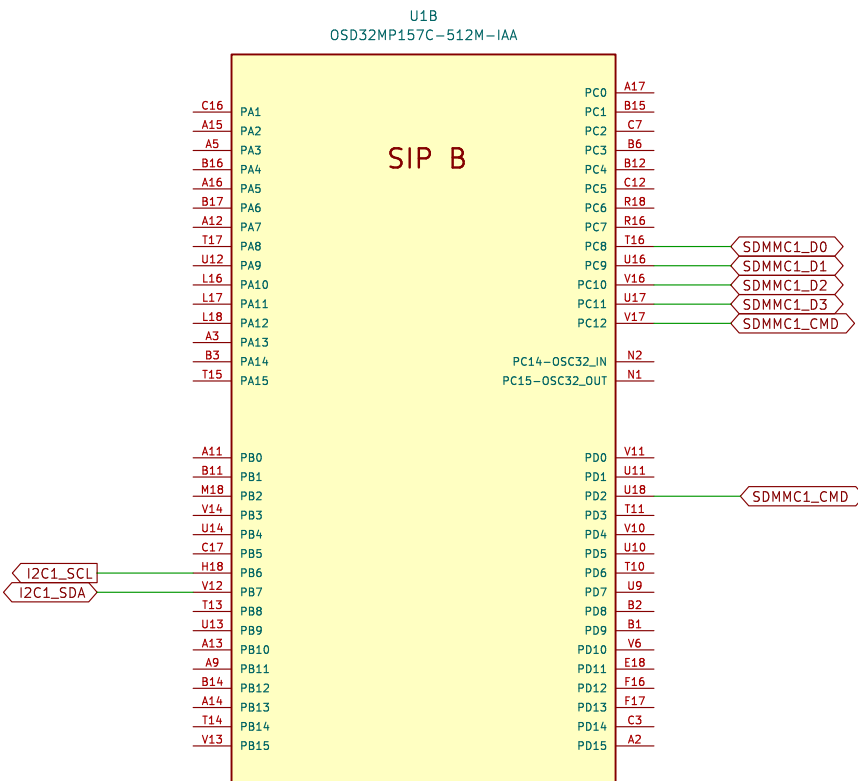 U1B
OSD32MP157C-512M-IAA
SIP B
C16 PA1
A15 PA2
A5 PA3
B16 PA4
A16 PA5
B17 PA6
A12 PA7
T17 PA8
U12 PA9
L16 PA10
L17 PA11
L18 PA12
A3 PA13
B3 PA14
T15 PA15
A11 PB0
B11 PB1
M18 PB2
V14 PB3
U14 PB4
C17 PB5
I2C1_SCL H18 PB6
I2C1_SDA V12 PB7
T13 PB8
U13 PB9
A13 PB10
A9 PB11
B14 PB12
A14 PB13
T14 PB14
V13 PB15
PC0 A17
PC1 B15
PC2 C7
PC3 B6
PC4 B12
PC5 C12
PC6 R18
PC7 R16
PC8 T16 SDMMC1_D0
PC9 U16 SDMMC1_D1
PC10 V16 SDMMC1_D2
PC11 U17 SDMMC1_D3
PC12 V17 SDMMC1_CMD
PC14-OSC32_IN N2
PC15-OSC32_OUT N1
PD0 V11
PD1 U11
PD2 U18 SDMMC1_CMD
PD3 T11
PD4 V10
PD5 U10
PD6 T10
PD7 U9
PD8 B2
PD9 B1
PD10 V6
PD11 E18
PD12 F16
PD13 F17
PD14 C3
PD15 A2